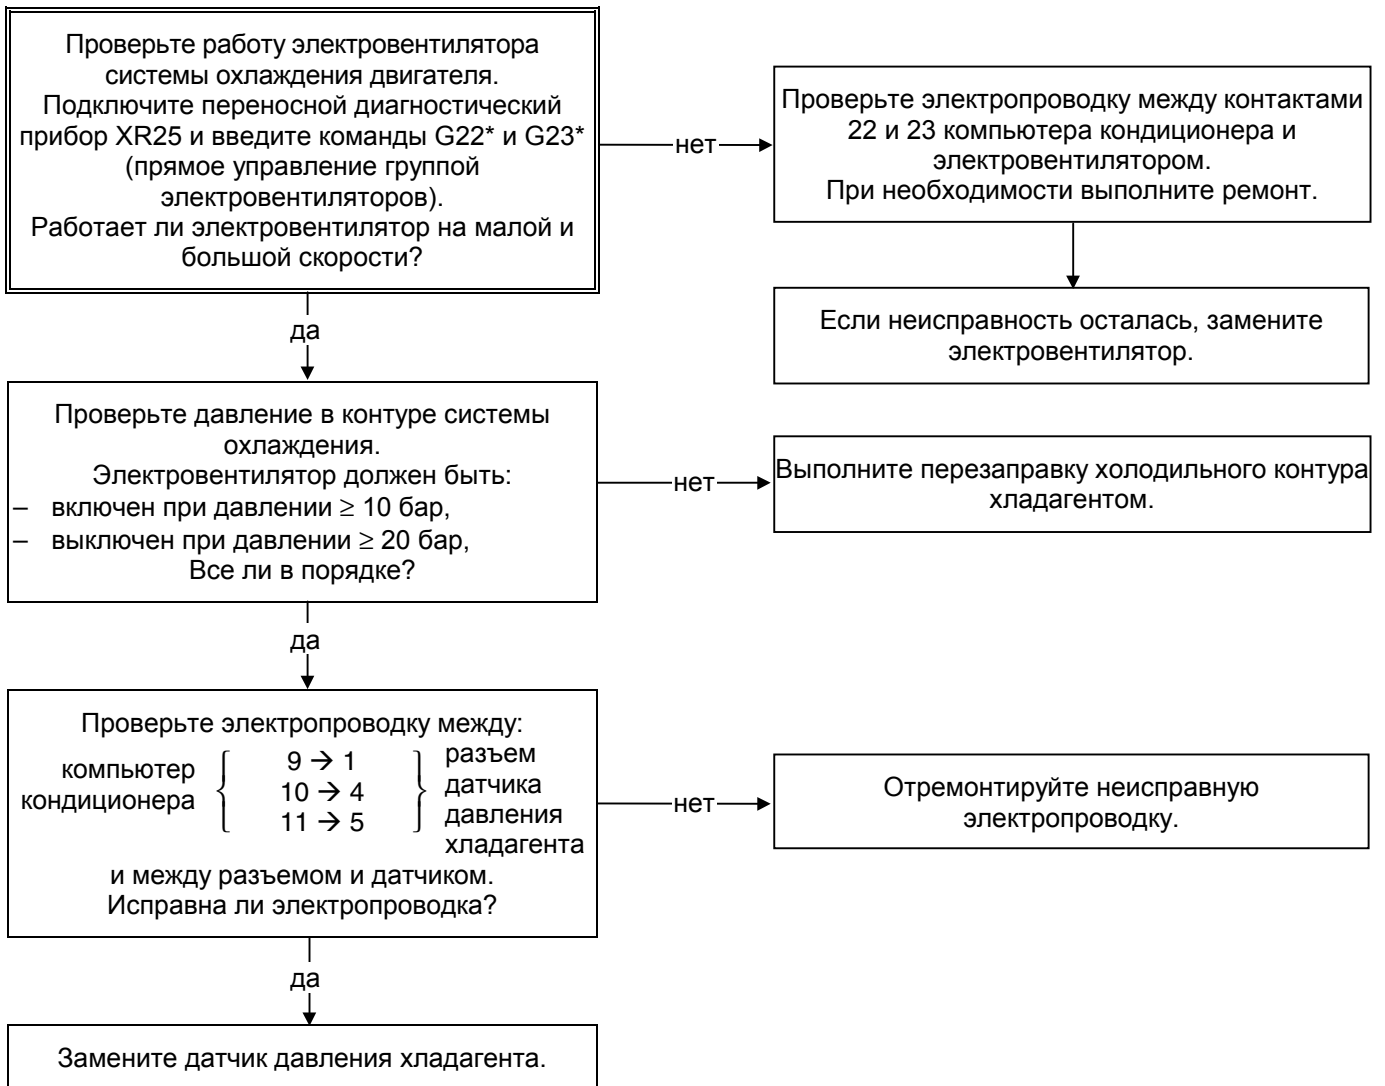 Проверьте работу электровентилятора
системы охлаждения двигателя.
Подключите переносной диагностический
прибор XR25 и введите команды G22* и G23*
(прямое управление группой
электровентиляторов).
Работает ли электровентилятор на малой и
большой скорости?
нет
Проверьте электропроводку между контактами
22 и 23 компьютера кондиционера и
электровентилятором.
При необходимости выполните ремонт.
Если неисправность осталась, замените
электровентилятор.
да
Проверьте давление в контуре системы
охлаждения.
Электровентилятор должен быть:
– включен при давлении ≥ 10 бар,
– выключен при давлении ≥ 20 бар,
Все ли в порядке?
нет
Выполните перезаправку холодильного контура
хладагентом.
да
Проверьте электропроводку между:
компьютер
кондиционера
9 → 1
10 → 4
11 → 5
разъем
датчика
давления
хладагента
и между разъемом и датчиком.
Исправна ли электропроводка?
нет
Отремонтируйте неисправную
электропроводку.
да
Замените датчик давления хладагента.